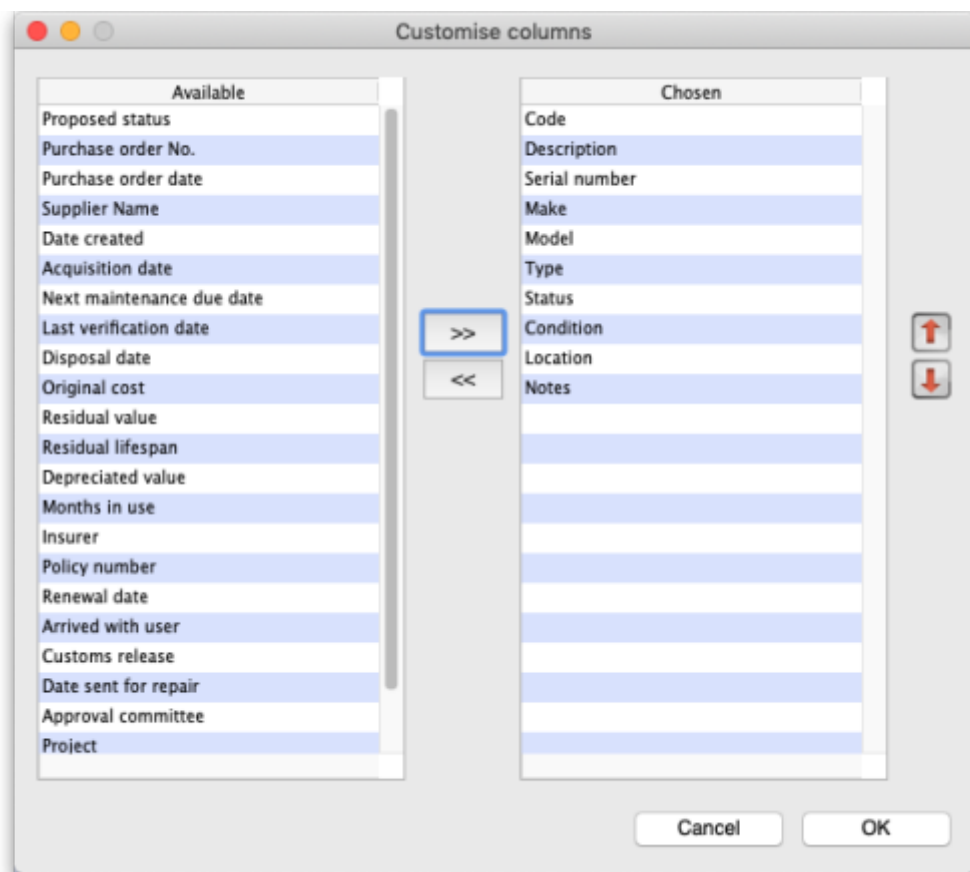 Customise columns
Available
Proposed status
Purchase order No.
Purchase order date
Supplier Name
Date created
Acquisition date
Next maintenance due date
Last verification date
Disposal date
Original cost
Residual value
Residual lifespan
Depreciated value
Months in use
Insurer
Policy number
Renewal date
Arrived with user
Customs release
Date sent for repair
Approval committee
Project
>>
<<
Chosen
Code
Description
Serial number
Make
Model
Type
Status
Condition
Location
Notes
Cancel
OK